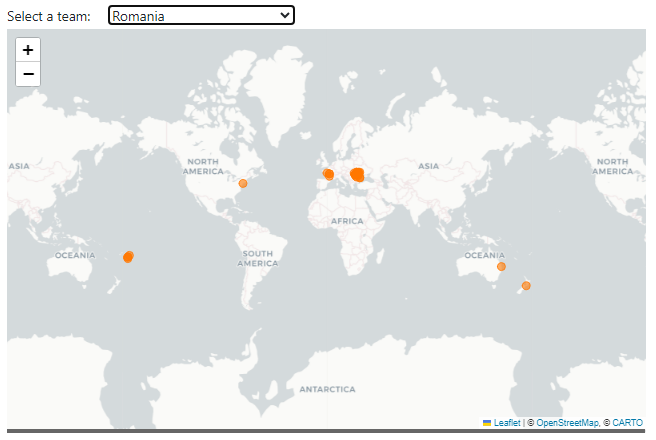 Select a team: Romania
+
−
ASIA
NORTH
AMERICA
ASIA
NORTH
AMERICA
AFRICA
OCEANIA
SOUTH
AMERICA
OCEANIA
ANTARCTICA
Leaflet | © OpenStreetMap, © CARTO